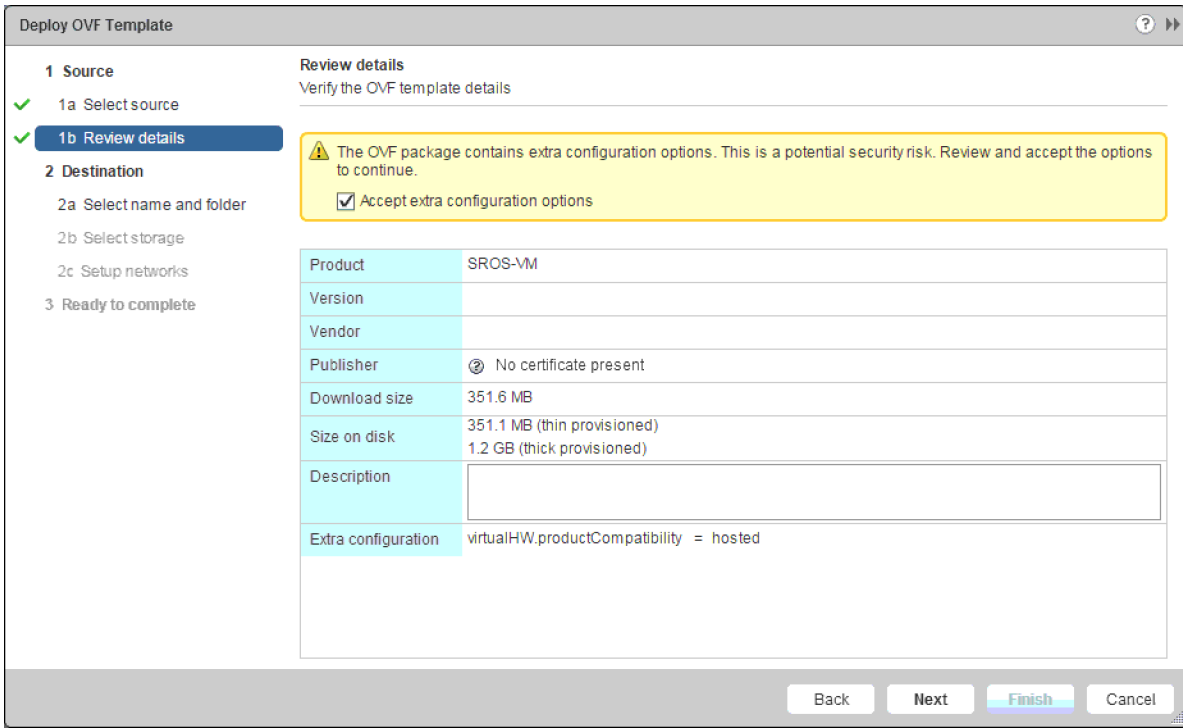 Deploy OVF Template
1 Source
1a Select source
1b Review details
2 Destination
2a Select name and folder
2b Select storage
2c Setup networks
3 Ready to complete
Review details
Verify the OVF template details
The OVF package contains extra configuration options. This is a potential security risk. Review and accept the options
to continue.
Accept extra configuration options
Product SROS-VM
Version
Vendor
Publisher No certificate present
Download size 351.6 MB
Size on disk 351.1 MB (thin provisioned)
1.2 GB (thick provisioned)
Description
Extra configuration virtualHW.productCompatibility = hosted
Back Next Finish Cancel